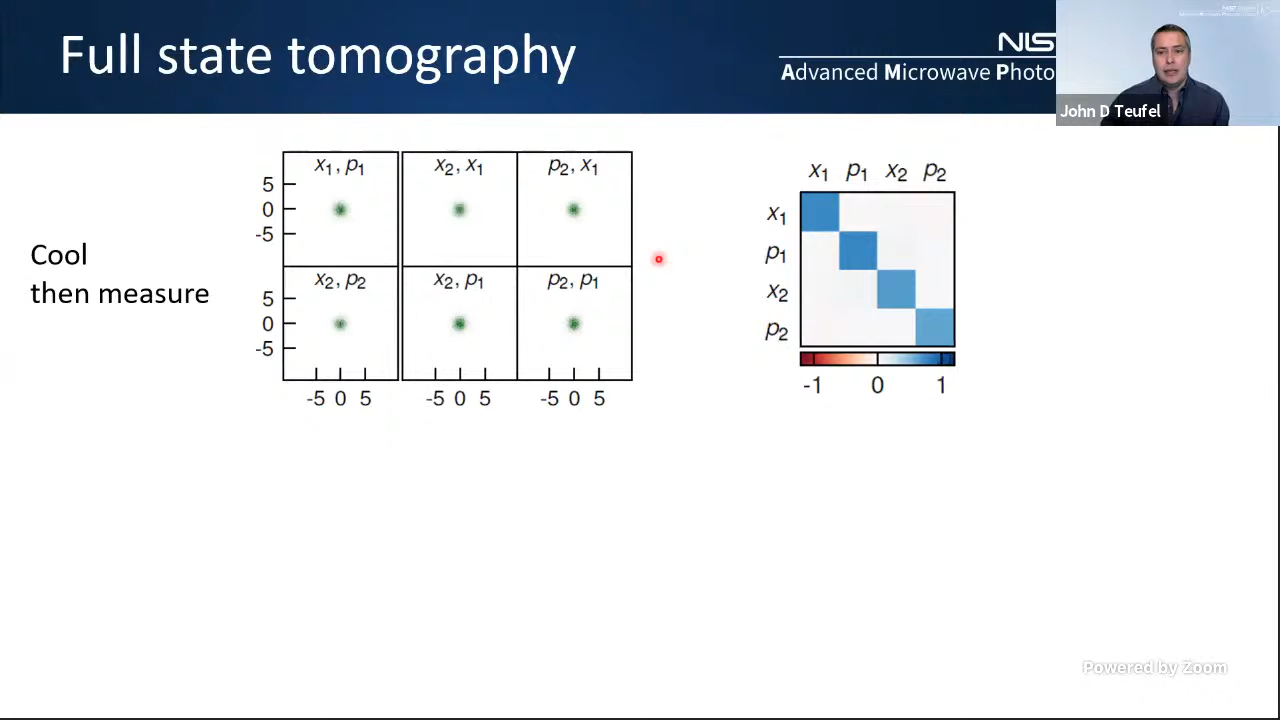 Full state tomography
NIS
Advanced Microwave Photo
John D Teufel
x1, p1
x2, x1
p2, x1
5
0
-5
Cool
then measure
x2, p2
x2, p1
p2, p1
5
0
-5
-5 0 5
-5 0 5
-5 0 5
x1 p1 x2 p2
x1
p1
x2
p2
-1 0 1
Powered by Zoom